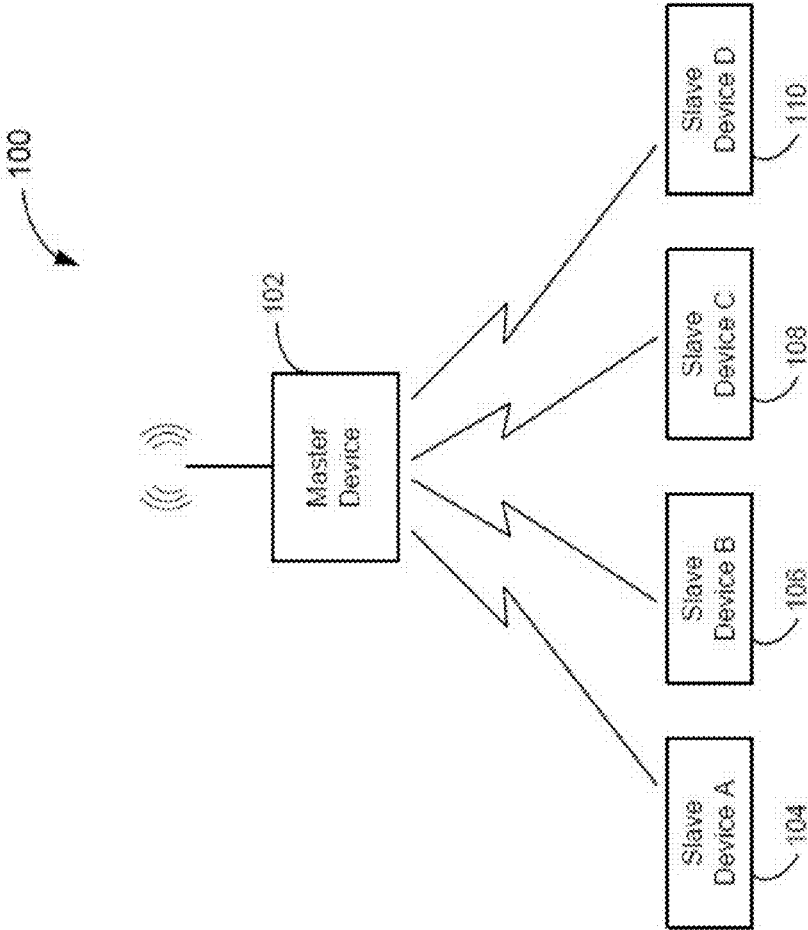 100
102
Master
Device
Slave
Device A
104
Slave
Device B
106
Slave
Device C
108
Slave
Device D
110